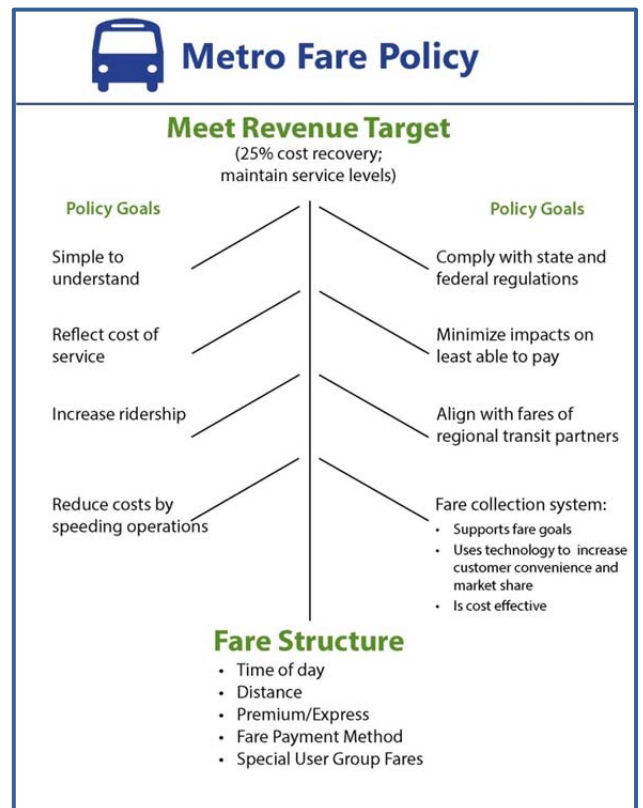 Metro Fare Policy
Meet Revenue Target
(25% cost recovery;
maintain service levels)
Policy Goals
Simple to
understand
Reflect cost of
service
Increase ridership
Reduce costs by
speeding operations
Policy Goals
Comply with state and
federal regulations
Minimize impacts on
least able to pay
Align with fares of
regional transit partners
Fare collection system:
• Supports fare goals
• Uses technology to increase
customer convenience and
market share
• Is cost effective
Fare Structure
• Time of day
• Distance
• Premium/Express
• Fare Payment Method
• Special User Group Fares